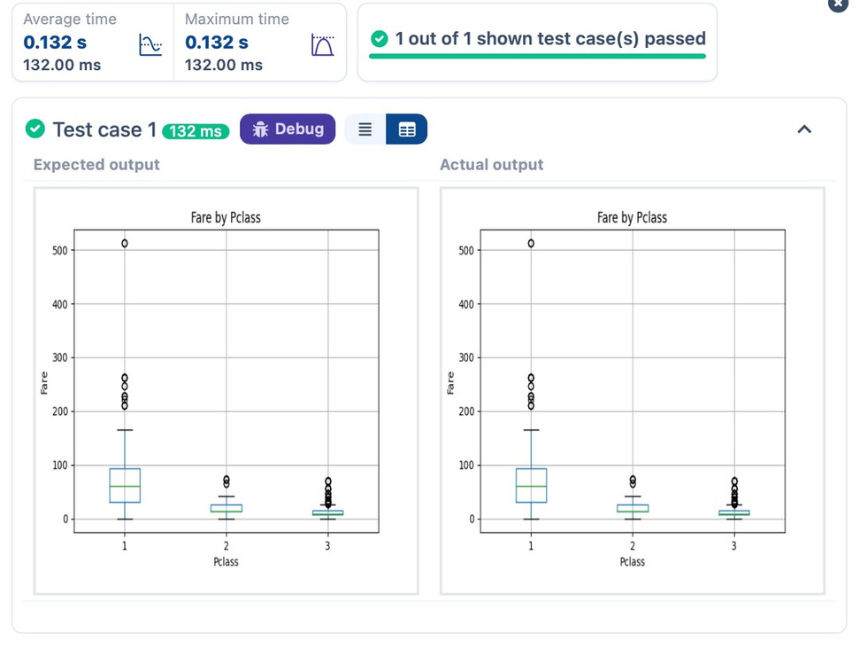 Average time
0.132 s
132.00 ms
Maximum time
0.132 s
132.00 ms
1 out of 1 shown test case(s) passed
Test case 1 132 ms Debug
Expected output
Fare by Pclass
500
400
300
200
100
0
Fare
1 2 3
Pclass
Actual output
Fare by Pclass
500
400
300
200
100
0
Fare
1 2 3
Pclass